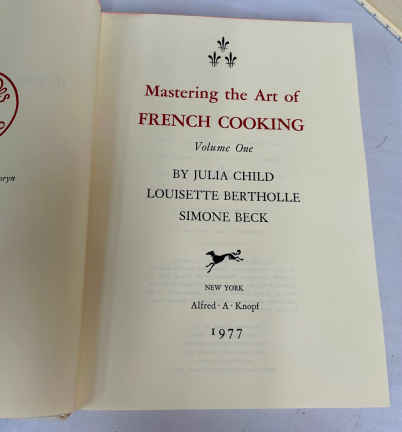 Mastering the Art of
FRENCH COOKING
Volume One
BY JULIA CHILD
LOUISETTE BERTHOLLE
SIMONE BECK
NEW YORK
Alfred · A · Knopf
1977